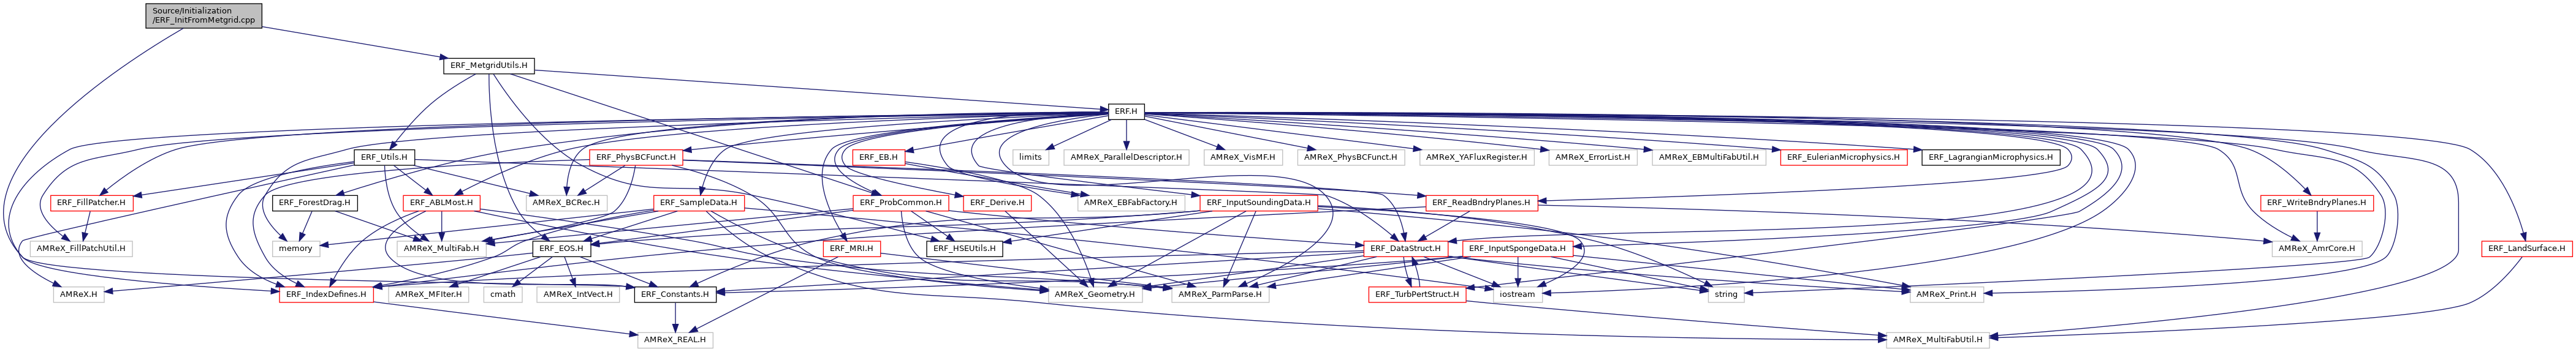 Source/Initialization
/ERF_InitFromMetgrid.cpp
ERF_MetgridUtils.H
ERF.H
ERF_Utils.H
ERF_PhysBCFunct.H
ERF_EB.H
limits
AMReX_ParallelDescriptor.H
AMReX_VisMF.H
AMReX_PhysBCFunct.H
AMReX_YAFluxRegister.H
AMReX_ErrorList.H
AMReX_EBMultiFabUtil.H
ERF_EulerianMicrophysics.H
ERF_LagrangianMicrophysics.H
ERF_FillPatcher.H
ERF_ForestDrag.H
ERF_ABLMost.H
AMReX_BCRec.H
ERF_SampleData.H
ERF_ProbCommon.H
ERF_Derive.H
AMReX_EBFabFactory.H
ERF_InputSoundingData.H
ERF_ReadBndryPlanes.H
ERF_WriteBndryPlanes.H
AMReX_FillPatchUtil.H
memory
AMReX_MultiFab.H
ERF_EOS.H
ERF_MRI.H
ERF_HSEUtils.H
ERF_DataStruct.H
ERF_InputSpongeData.H
AMReX_AmrCore.H
ERF_LandSurface.H
AMReX.H
ERF_IndexDefines.H
AMReX_MFIter.H
cmath
AMReX_IntVect.H
ERF_Constants.H
AMReX_Geometry.H
AMReX_ParmParse.H
ERF_TurbPertStruct.H
iostream
string
AMReX_Print.H
AMReX_REAL.H
AMReX_MultiFabUtil.H